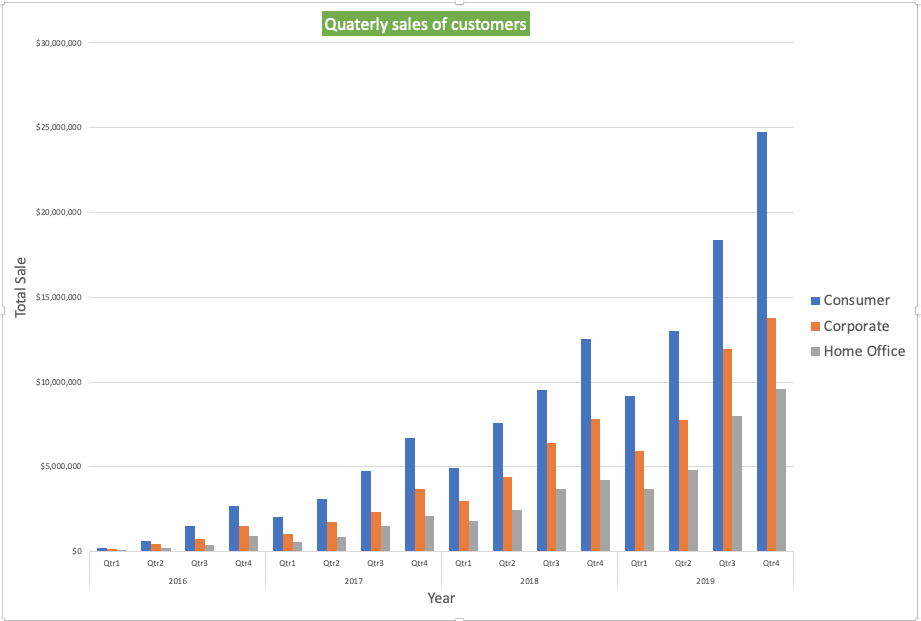 Quaterly sales of customers
$30,000,000
$25,000,000
$20,000,000
$15,000,000
$10,000,000
$5,000,000
$0
Total Sale
Qtr1 Qtr2 Qtr3 Qtr4 Qtr1 Qtr2 Qtr3 Qtr4 Qtr1 Qtr2 Qtr3 Qtr4 Qtr1 Qtr2 Qtr3 Qtr4
2016 2017 2018 2019
Year
Consumer
Corporate
Home Office